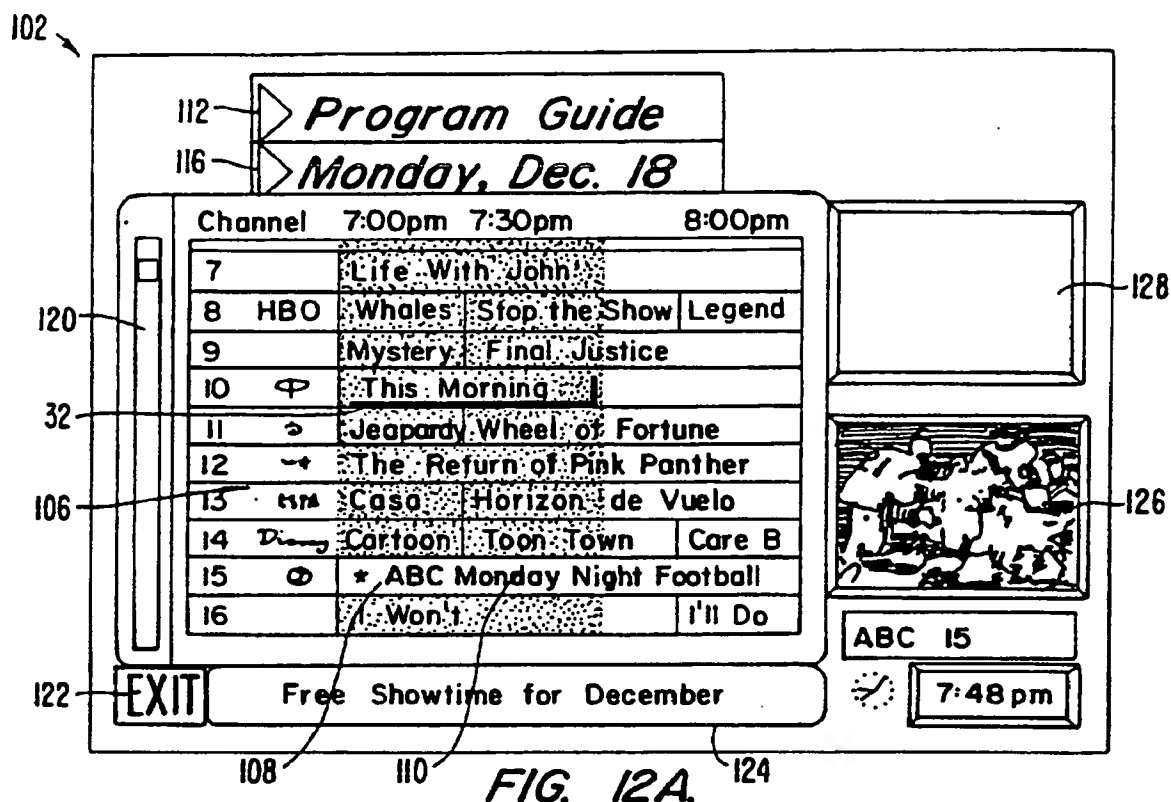 102
112
Program Guide
116
Monday, Dec. 18
Channel 7:00pm 7:30pm 8:00pm
7 Life With John
128
120
8 HBO Whales Stop the Show Legend
9 Mystery Final Justice
10 This Morning
32
11 Jeapardy Wheel of Fortune
12 The Return of Pink Panther
106
13 Casa Horizon de Vuelo
126
14 Disney Cartoon Toon Town Care B
15 * ABC Monday Night Football
16 I Won't I'll Do
ABC 15
122
EXIT Free Showtime for December
7:48 pm
108 110 124
FIG. 12A.